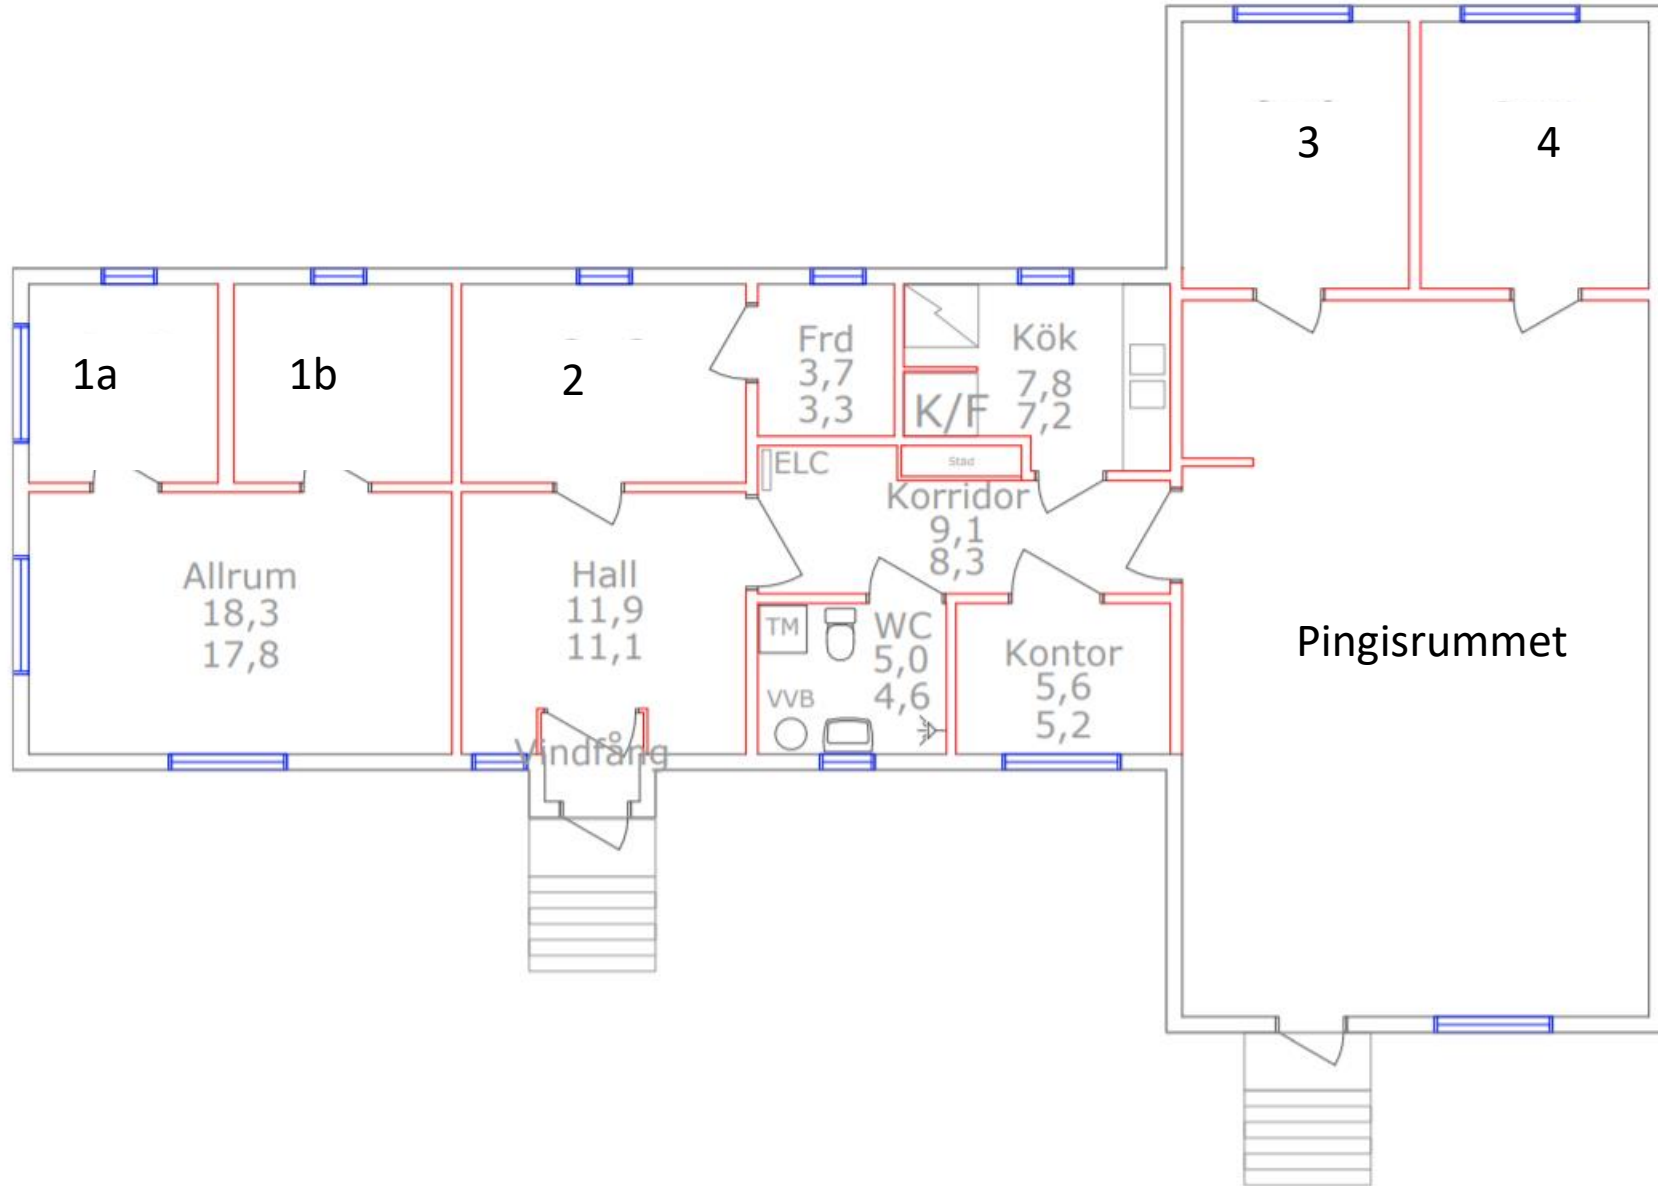 3
4
1a
1b
2
Frd
3,7
3,3
Kök
7,8
7,2
K/F
ELC
Städ
Korridor
9,1
8,3
Allrum
18,3
17,8
Hall
11,9
11,1
TM
WC
5,0
4,6
VVB
Kontor
5,6
5,2
Pingisrummet
Vindfång